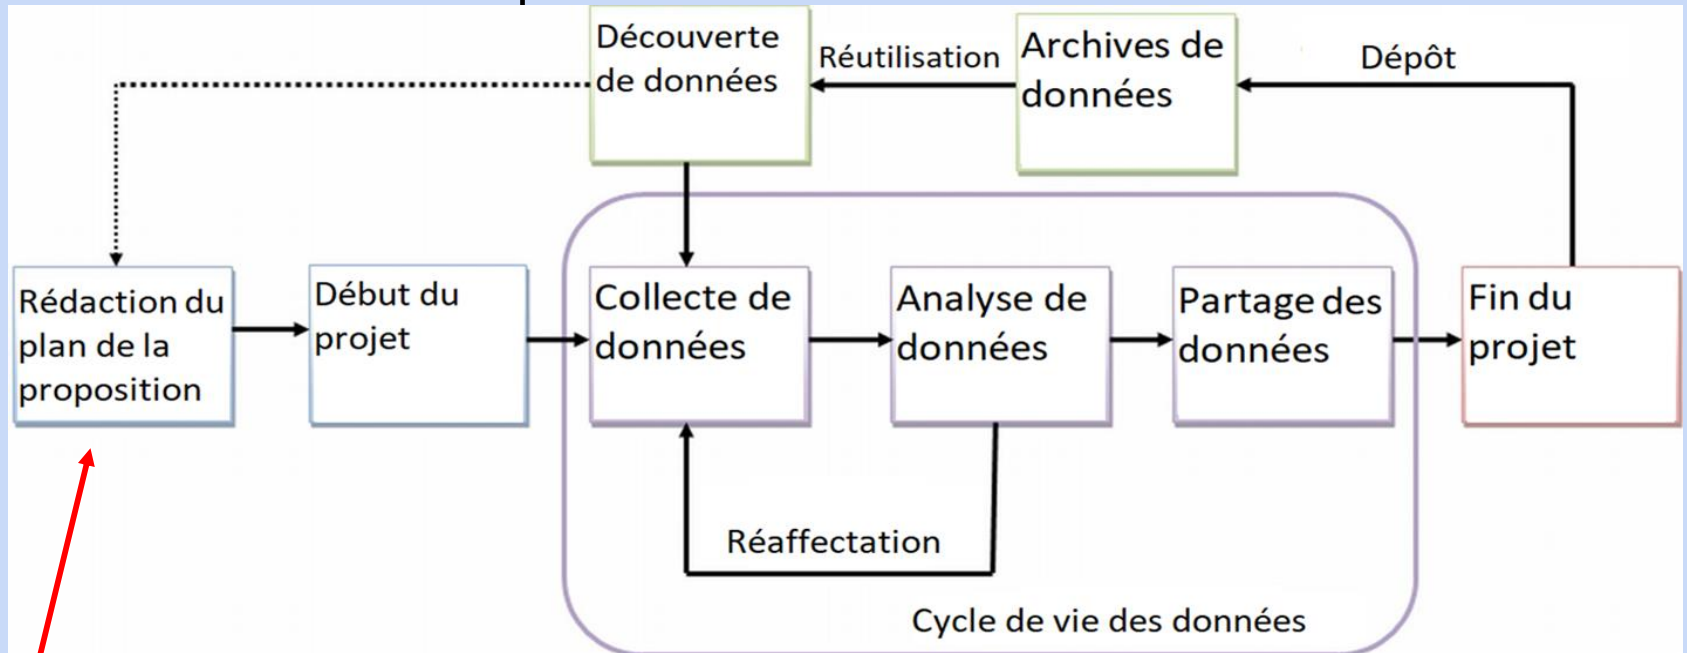 Découverte
de données
Réutilisation
Archives de
données
Dépôt
Rédaction du
plan de la
proposition
Début du
projet
Collecte de
données
Analyse de
données
Partage des
données
Fin du
projet
Réaffectation
Cycle de vie des données